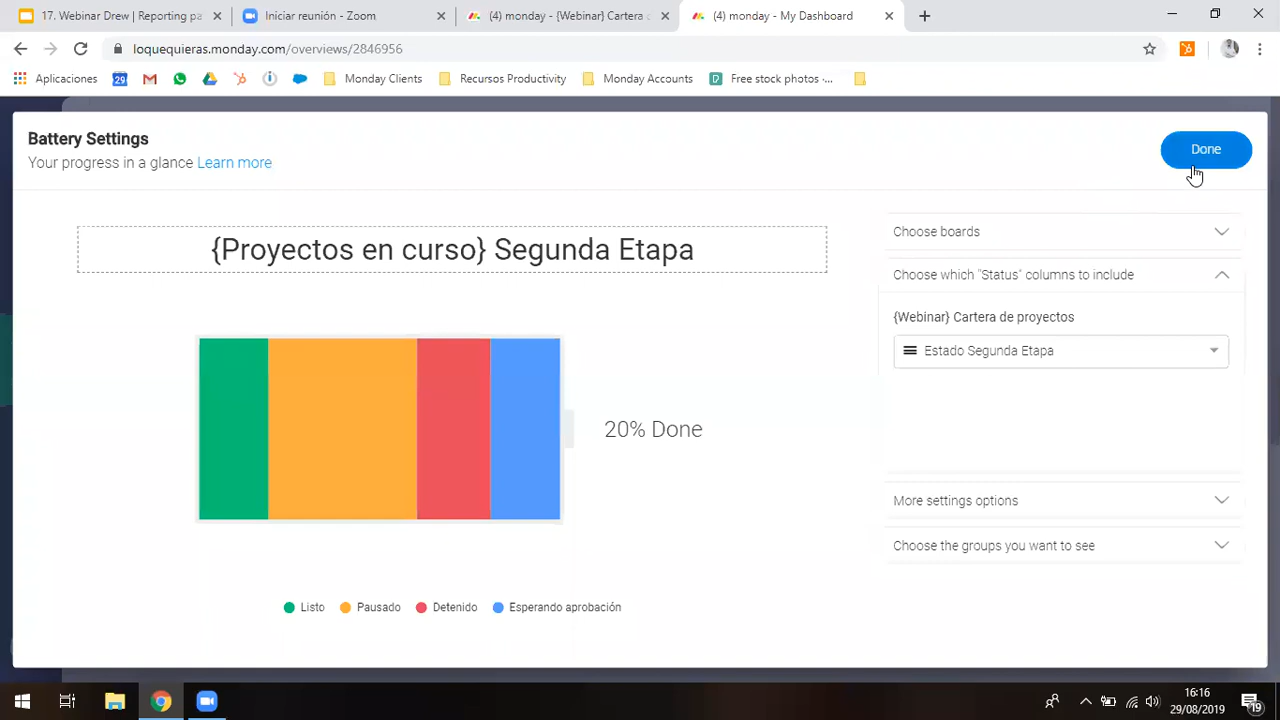 17. Webinar Drew | Reporting pa
Iniciar reunión - Zoom
(4) monday - {Webinar} Cartera c
(4) monday - My Dashboard
loquequieras.monday.com/overviews/2846956
Aplicaciones
29
Monday Clients
Recursos Productivity
Monday Accounts
Free stock photos ·...
Battery Settings
Your progress in a glance Learn more
Done
{Proyectos en curso} Segunda Etapa
20% Done
Listo
Pausado
Detenido
Esperando aprobación
Choose boards
Choose which "Status" columns to include
{Webinar} Cartera de proyectos
Estado Segunda Etapa
More settings options
Choose the groups you want to see
16:16
29/08/2019
19